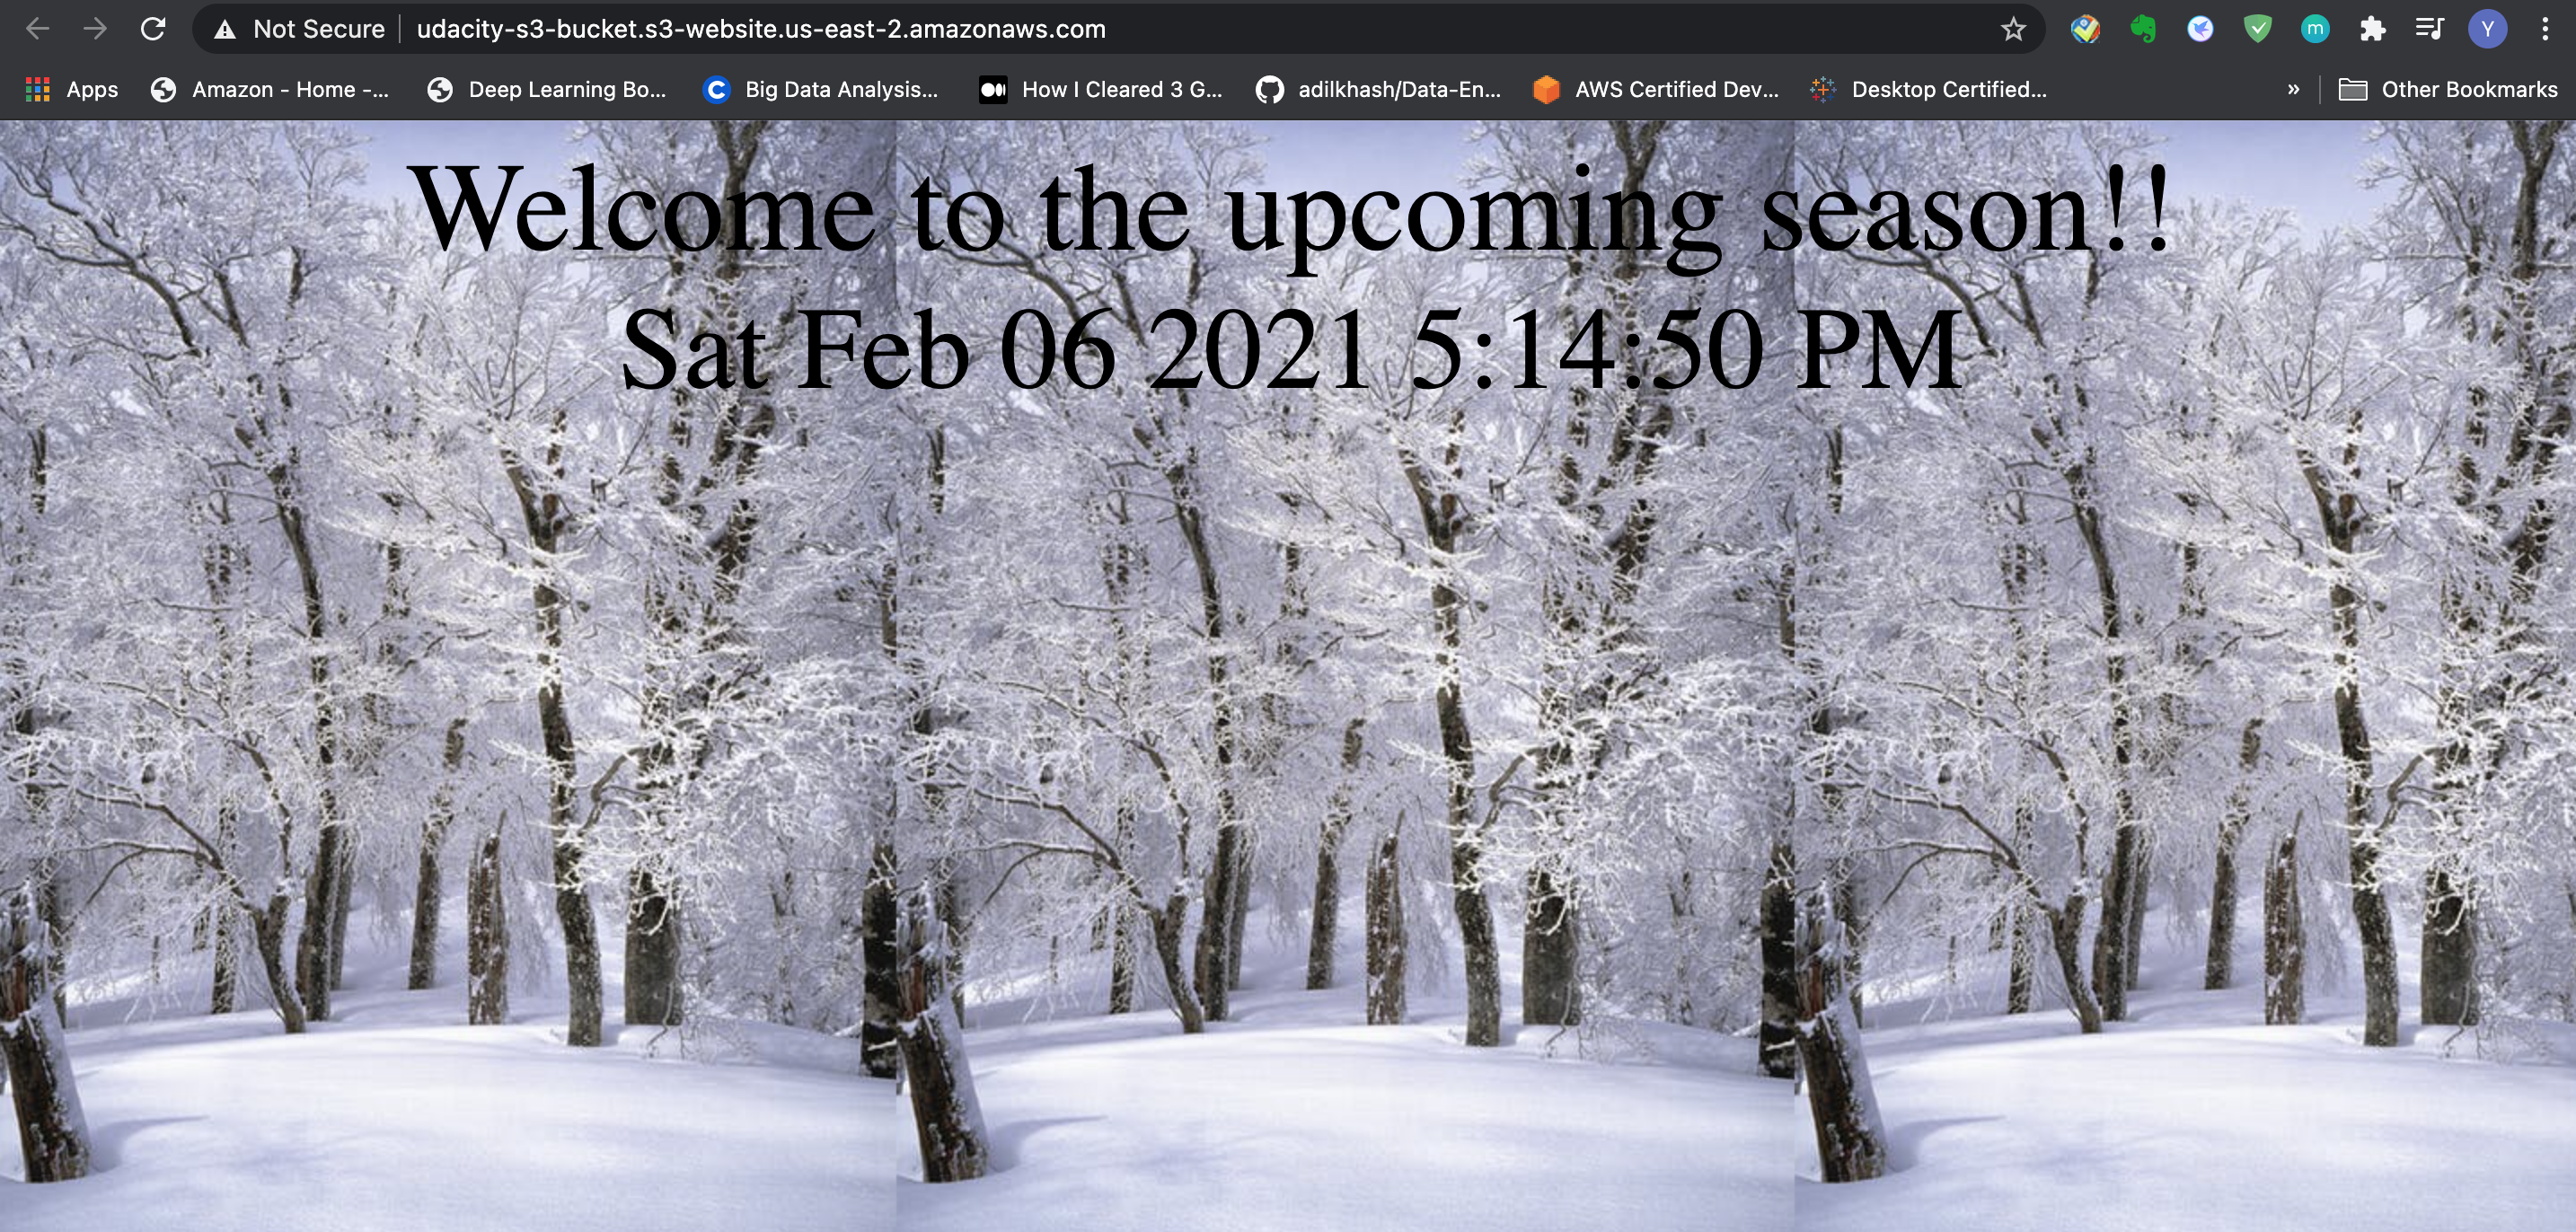 Not Secure udacity-s3-bucket.s3-website.us-east-2.amazonaws.com m Y
Apps Amazon - Home -... Deep Learning Bo... C Big Data Analysis... How I Cleared 3 G... adilkhash/Data-En... AWS Certified Dev... Desktop Certified... » Other Bookmarks
Welcome to the upcoming season!!
Sat Feb 06 2021 5:14:50 PM